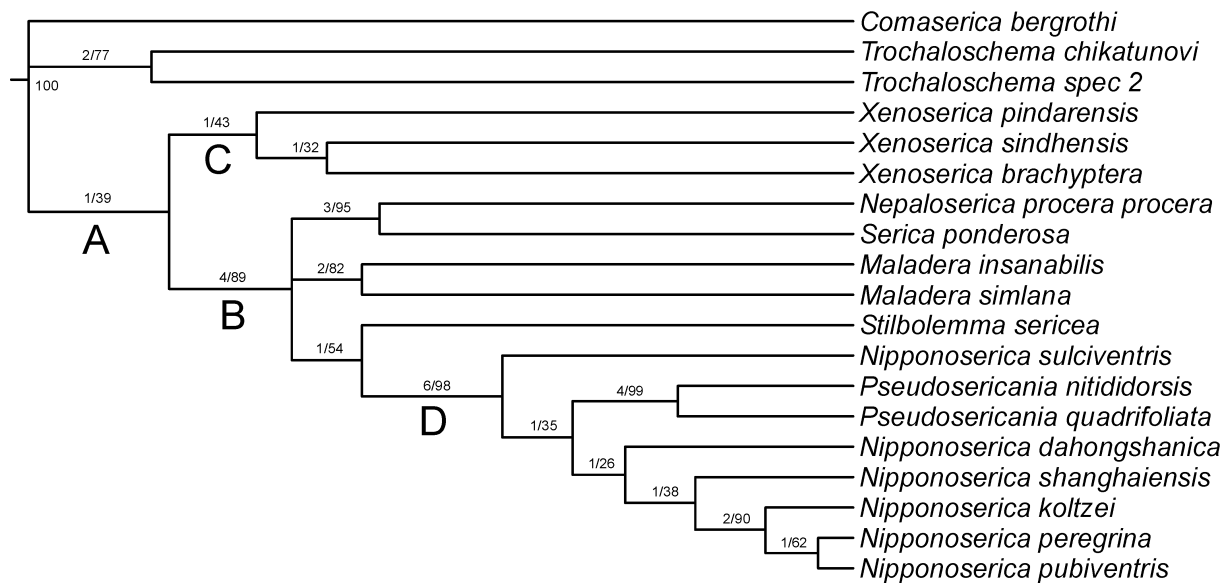 Comaserica bergrothi
2/77
Trochaloschema chikatunovi
100
Trochaloschema spec 2
1/43
Xenoserica pindarensis
C
1/32
Xenoserica sindhensis
Xenoserica brachyptera
1/39
A
3/95
Nepaloserica procera procera
Serica ponderosa
4/89
B
2/82
Maladera insanabilis
Maladera simlana
1/54
Stilbolemma sericea
6/98
D
Nipponoserica sulciventris
4/99
Pseudosericania nitididorsis
Pseudosericania quadrifoliata
1/35
1/26
Nipponoserica dahongshanica
1/38
Nipponoserica shanghaiensis
2/90
Nipponoserica koltzei
1/62
Nipponoserica peregrina
Nipponoserica pubiventris